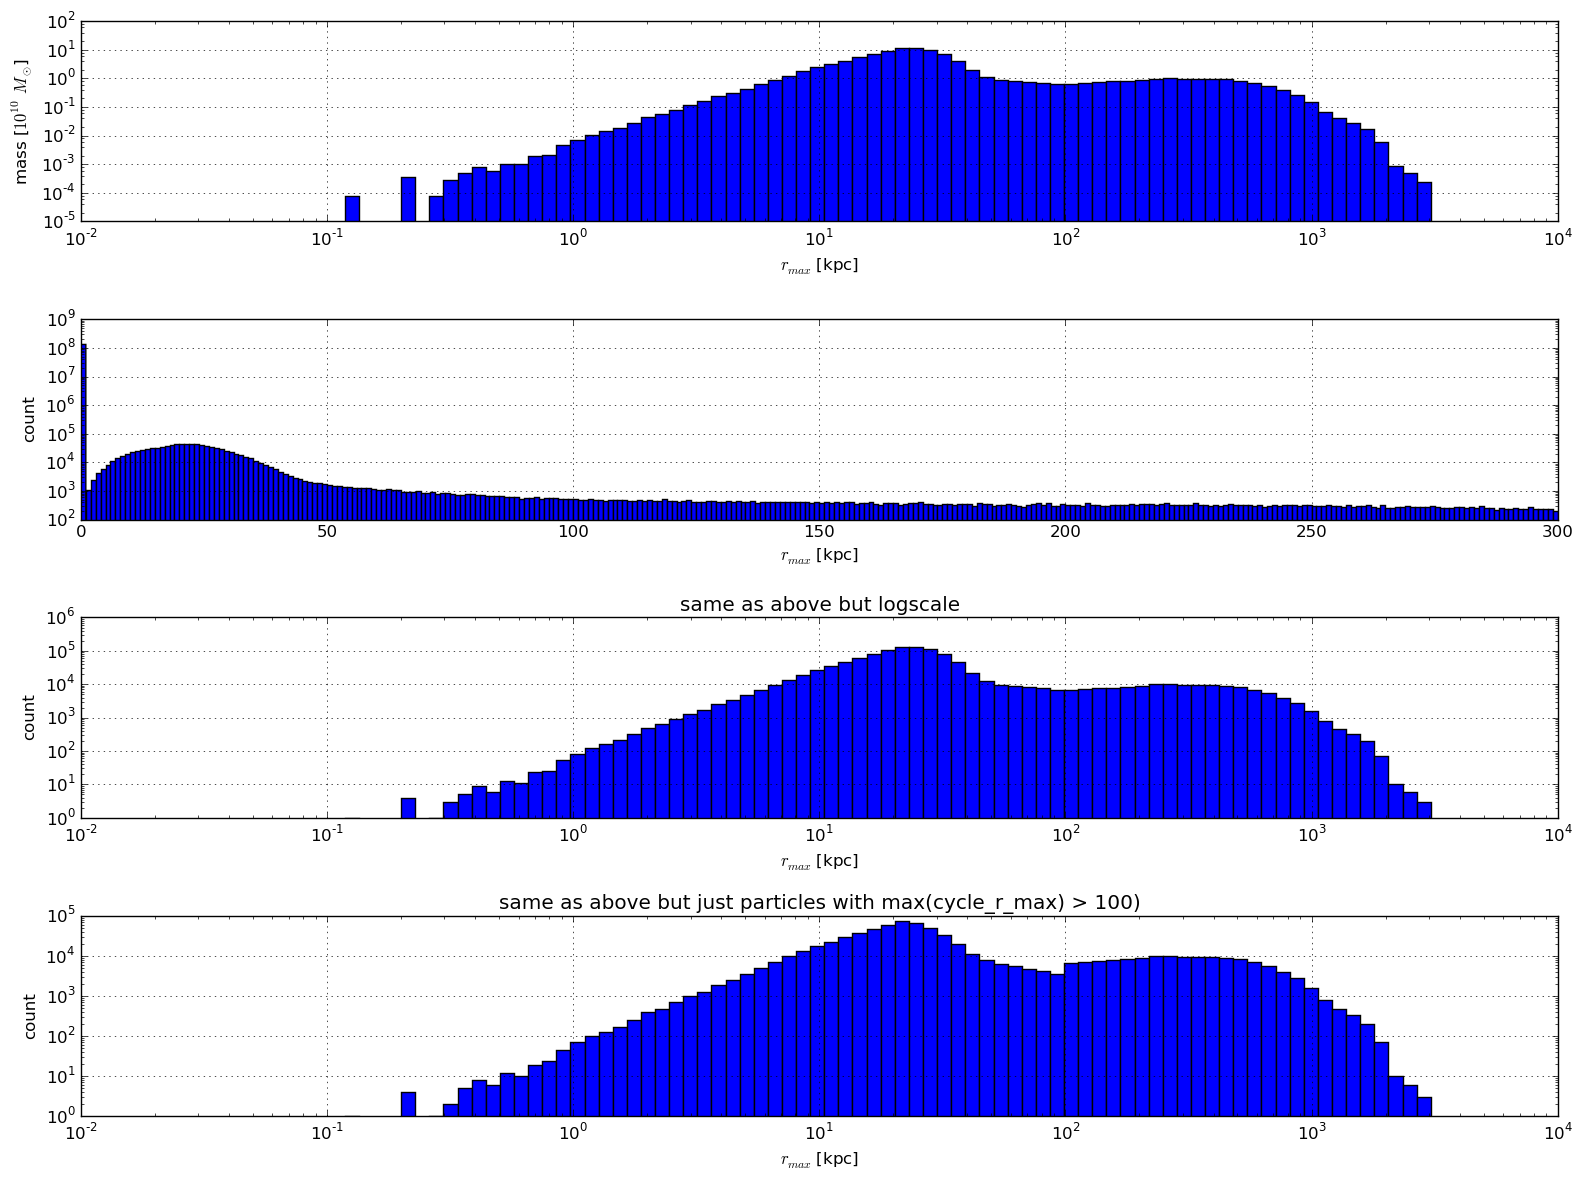 10^2
10^1
10^0
10^-1
10^-2
10^-3
10^-4
10^-5
mass [10^10 M_⊙]
10^-2 10^-1 10^0 10^1 10^2 10^3 10^4
r_max [kpc]
10^9
10^8
10^7
10^6
10^5
10^4
10^3
10^2
count
0 50 100 150 200 250 300
r_max [kpc]
same as above but logscale
10^6
10^5
10^4
10^3
10^2
10^1
10^0
count
10^-2 10^-1 10^0 10^1 10^2 10^3 10^4
r_max [kpc]
same as above but just particles with max(cycle_r_max) > 100)
10^5
10^4
10^3
10^2
10^1
10^0
count
10^-2 10^-1 10^0 10^1 10^2 10^3 10^4
r_max [kpc]